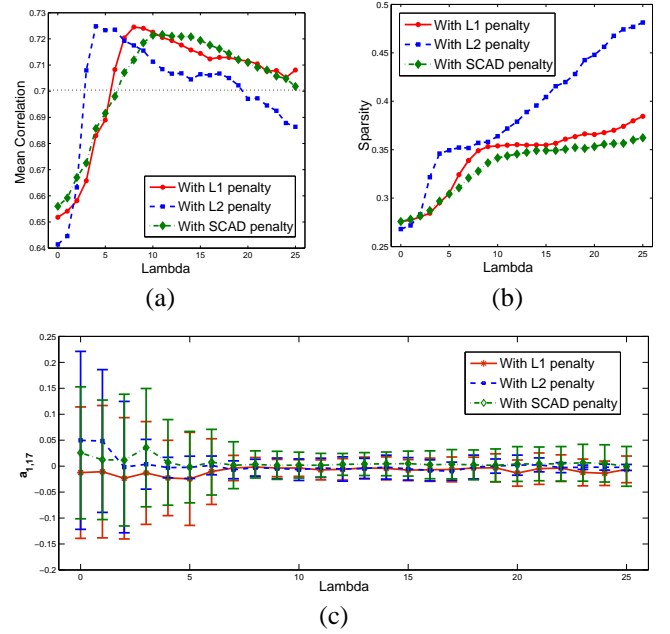 0.73
0.72
0.71
0.7
0.69
0.68
0.67
0.66
0.65
0.64
Mean Correlation
With L1 penalty
With L2 penalty
With SCAD penalty
0 5 10 15 20 25
Lambda
(a)
0.5
0.45
0.4
0.35
0.3
0.25
Sparsity
With L1 penalty
With L2 penalty
With SCAD penalty
0 5 10 15 20 25
Lambda
(b)
0.25
0.2
0.15
0.1
0.05
0
−0.05
−0.1
−0.15
−0.2
a1,17
With L1 penalty
With L2 penalty
With SCAD penalty
0 5 10 15 20 25
Lambda
(c)